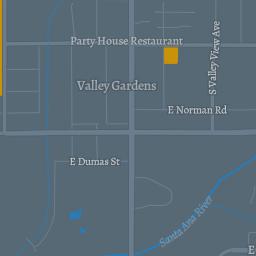 Party House Restaurant
S Valley View Ave
Valley Gardens
E Norman Rd
E Dumas St
Santa Ana River
E